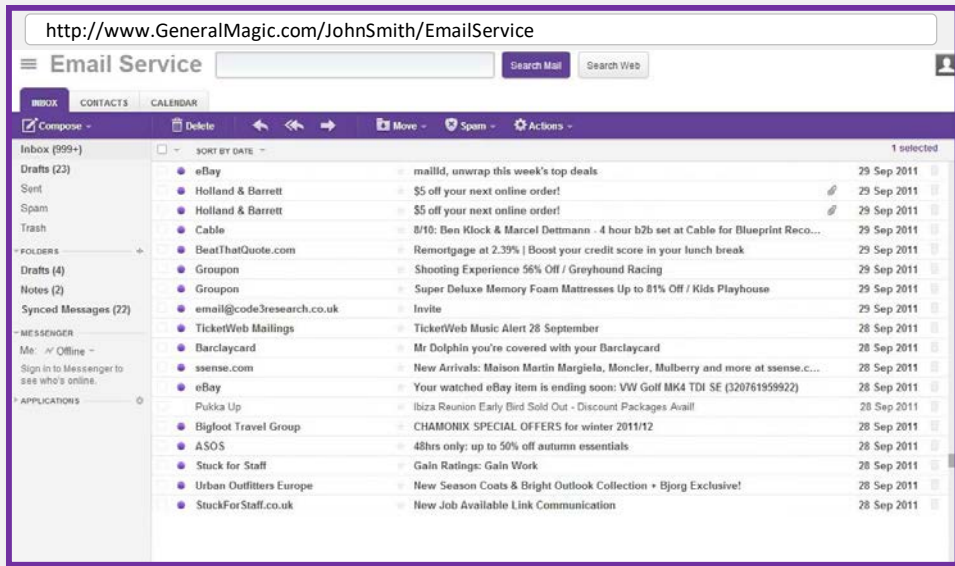 http://www.GeneralMagic.com/JohnSmith/EmailService
Email Service Search Mail Search Web
INBOX CONTACTS CALENDAR
Compose Delete Move Spam Actions
Inbox (999+) SORT BY DATE 1 selected
Drafts (23) eBay mailId, unwrap this week's top deals 29 Sep 2011
Sent Holland & Barrett $5 off your next online order! 29 Sep 2011
Spam Holland & Barrett $5 off your next online order! 29 Sep 2011
Trash Cable 8/10: Ben Klock & Marcel Dettmann - 4 hour b2b set at Cable for Blueprint Reco... 29 Sep 2011
FOLDERS + BeatThatQuote.com Remortgage at 2.39% | Boost your credit score in your lunch break 29 Sep 2011
Drafts (4) Groupon Shooting Experience 56% Off / Greyhound Racing 29 Sep 2011
Notes (2) Groupon Super Deluxe Memory Foam Mattresses Up to 81% Off / Kids Playhouse 29 Sep 2011
Synced Messages (22) email@code3research.co.uk Invite 29 Sep 2011
MESSENGER TicketWeb Mailings TicketWeb Music Alert 28 September 28 Sep 2011
Me: Offline Barclaycard Mr Dolphin you're covered with your Barclaycard 28 Sep 2011
Sign in to Messenger to ssense.com New Arrivals: Maison Martin Margiela, Moncler, Mulberry and more at ssense.c... 28 Sep 2011
see who's online. eBay Your watched eBay item is ending soon: VW Golf MK4 TDI SE (320761959922) 28 Sep 2011
APPLICATIONS Pukka Up Ibiza Reunion Early Bird Sold Out - Discount Packages Avail! 28 Sep 2011
Bigfoot Travel Group CHAMONIX SPECIAL OFFERS for winter 2011/12 28 Sep 2011
ASOS 48hrs only: up to 50% off autumn essentials 28 Sep 2011
Stuck for Staff Gain Ratings: Gain Work 28 Sep 2011
Urban Outfitters Europe New Season Coats & Bright Outlook Collection + Bjorg Exclusive! 28 Sep 2011
StuckForStaff.co.uk New Job Available Link Communication 28 Sep 2011